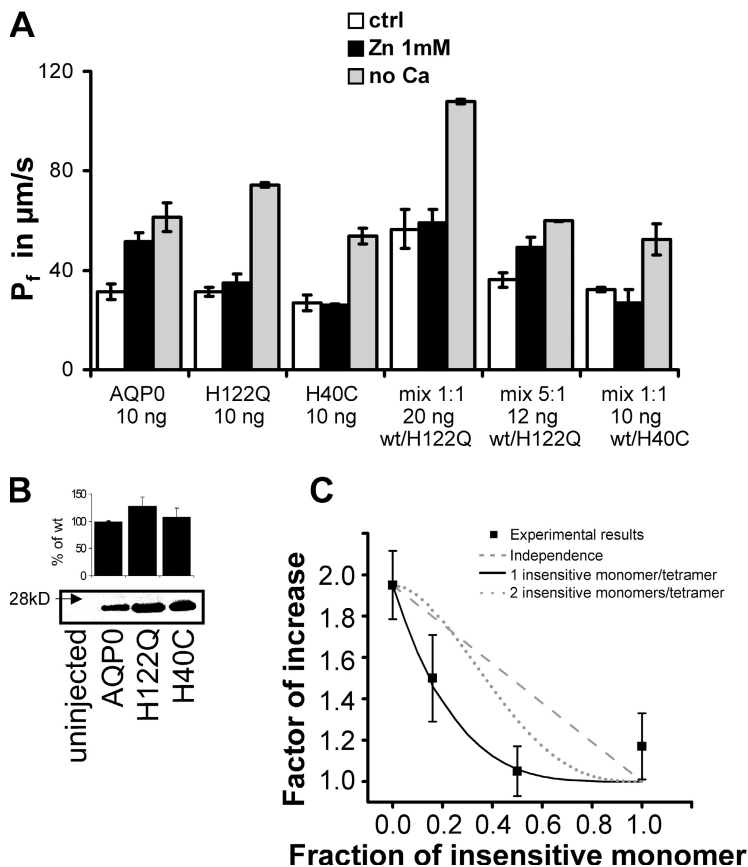 A
ctrl
Zn 1mM
no Ca
120
80
40
0
Pf in μm/s
AQP0 H122Q H40C mix 1:1 mix 5:1 mix 1:1
10 ng 10 ng 10 ng 20 ng 12 ng 10 ng
wt/H122Q wt/H122Q wt/H40C
B
150
100
50
0
% of wt
28kD
uninjected
AQP0
H122Q
H40C
C
Experimental results
Independence
1 insensitive monomer/tetramer
2 insensitive monomers/tetramer
2.0
1.8
1.6
1.4
1.2
1.0
Factor of increase
0.0 0.2 0.4 0.6 0.8 1.0
Fraction of insensitive monomer